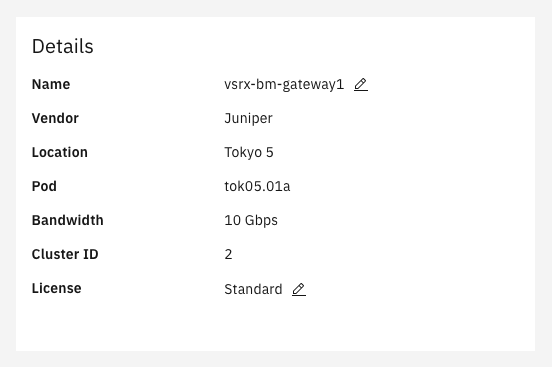 Details
Name vsrx-bm-gateway1
Vendor Juniper
Location Tokyo 5
Pod tok05.01a
Bandwidth 10 Gbps
Cluster ID 2
License Standard